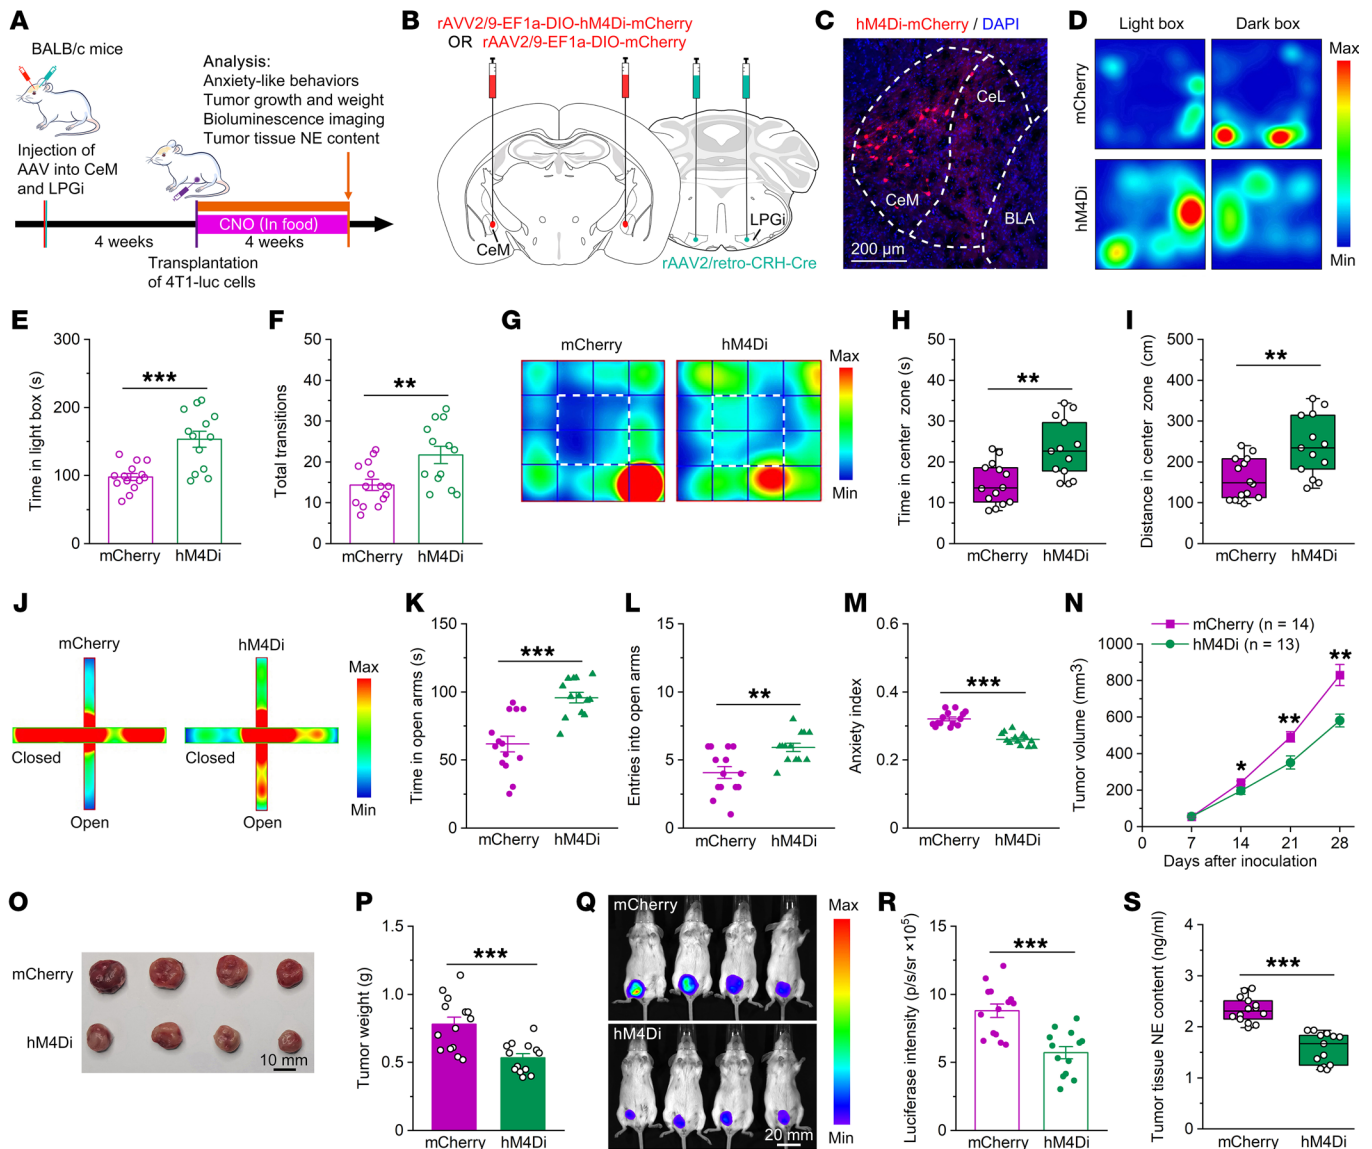 A
BALB/c mice
Injection of
AAV into CeM
and LPGi
Analysis:
Anxiety-like behaviors
Tumor growth and weight
Bioluminescence imaging
Tumor tissue NE content
CNO (In food)
4 weeks
4 weeks
Transplantation
of 4T1-luc cells
B
rAVV2/9-EF1a-DIO-hM4Di-mCherry
OR rAAV2/9-EF1a-DIO-mCherry
CeM
LPGi
rAAV2/retro-CRH-Cre
C
hM4Di-mCherry / DAPI
CeL
CeM
BLA
200 µm
D
Light box
Dark box
mCherry
hM4Di
Max
Min
E
Time in light box (s)
300
200
100
0
***
mCherry
hM4Di
F
Total transitions
50
40
30
20
10
0
**
mCherry
hM4Di
G
mCherry
hM4Di
Max
Min
H
Time in center zone (s)
50
40
30
20
10
0
**
mCherry
hM4Di
I
Distance in center zone (cm)
500
400
300
200
100
0
**
mCherry
hM4Di
J
mCherry
hM4Di
Closed
Closed
Open
Open
Max
Min
K
Time in open arms (s)
150
100
50
0
***
mCherry
hM4Di
L
Entries into open arms
15
10
5
0
**
mCherry
hM4Di
M
Anxiety index
0.6
0.4
0.2
0
***
mCherry
hM4Di
N
mCherry (n = 14)
hM4Di (n = 13)
Tumor volume (mm3)
1000
800
600
400
200
0
*
**
**
0
7
14
21
28
Days after inoculation
O
mCherry
hM4Di
10 mm
P
Tumor weight (g)
1.5
1.0
0.5
0
***
mCherry
hM4Di
Q
mCherry
hM4Di
20 mm
Max
Min
R
Luciferase intensity (p/s/sr ×10⁵)
15
10
5
0
***
mCherry
hM4Di
S
Tumor tissue NE content (ng/ml)
4
3
2
1
0
***
mCherry
hM4Di